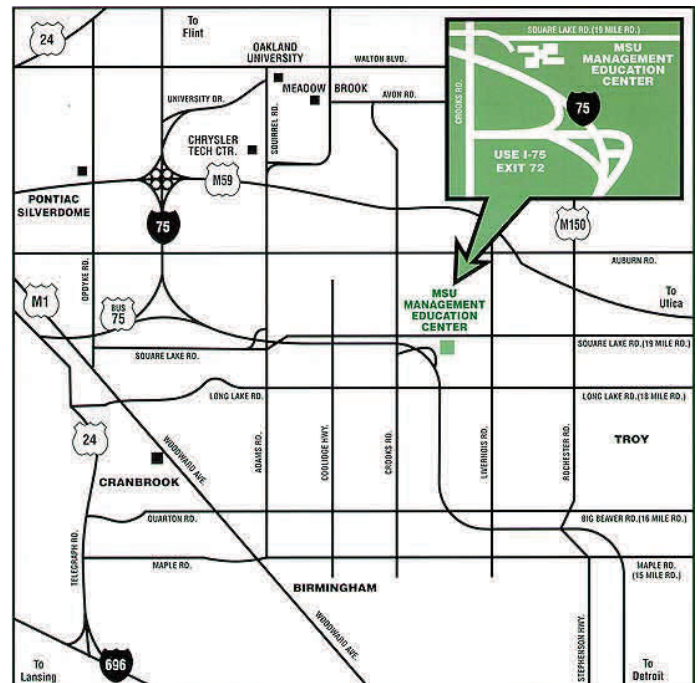 24
To
Flint
OAKLAND
UNIVERSITY
WALTON BLVD.
SQUARE LAKE RD. (19 MILE RD.)
MSU
MANAGEMENT
EDUCATION
CENTER
CROOKS RD.
75
USE I-75
EXIT 72
UNIVERSITY DR.
SQUIRREL RD.
MEADOW BROOK
AVON RD.
CHRYSLER
TECH CTR.
M59
PONTIAC
SILVERDOME
75
M150
OPDYKE RD.
AUBURN RD.
M1
BUS
75
MSU
MANAGEMENT
EDUCATION
CENTER
To
Utica
SQUARE LAKE RD.
SQUARE LAKE RD.(19 MILE RD.)
LONG LAKE RD.
LONG LAKE RD.(18 MILE RD.)
24
WOODWARD AVE.
ADAMS RD.
COOLIDGE HWY.
CROOKS RD.
LIVERNOIS RD.
ROCHESTER RD.
TROY
CRANBROOK
QUARTON RD.
BIG BEAVER RD.(16 MILE RD.)
TELEGRAPH RD.
MAPLE RD.
MAPLE RD.
(15 MILE RD.)
BIRMINGHAM
WOODWARD AVE.
STEPHENSON HWY.
To
Lansing
696
To
Detroit